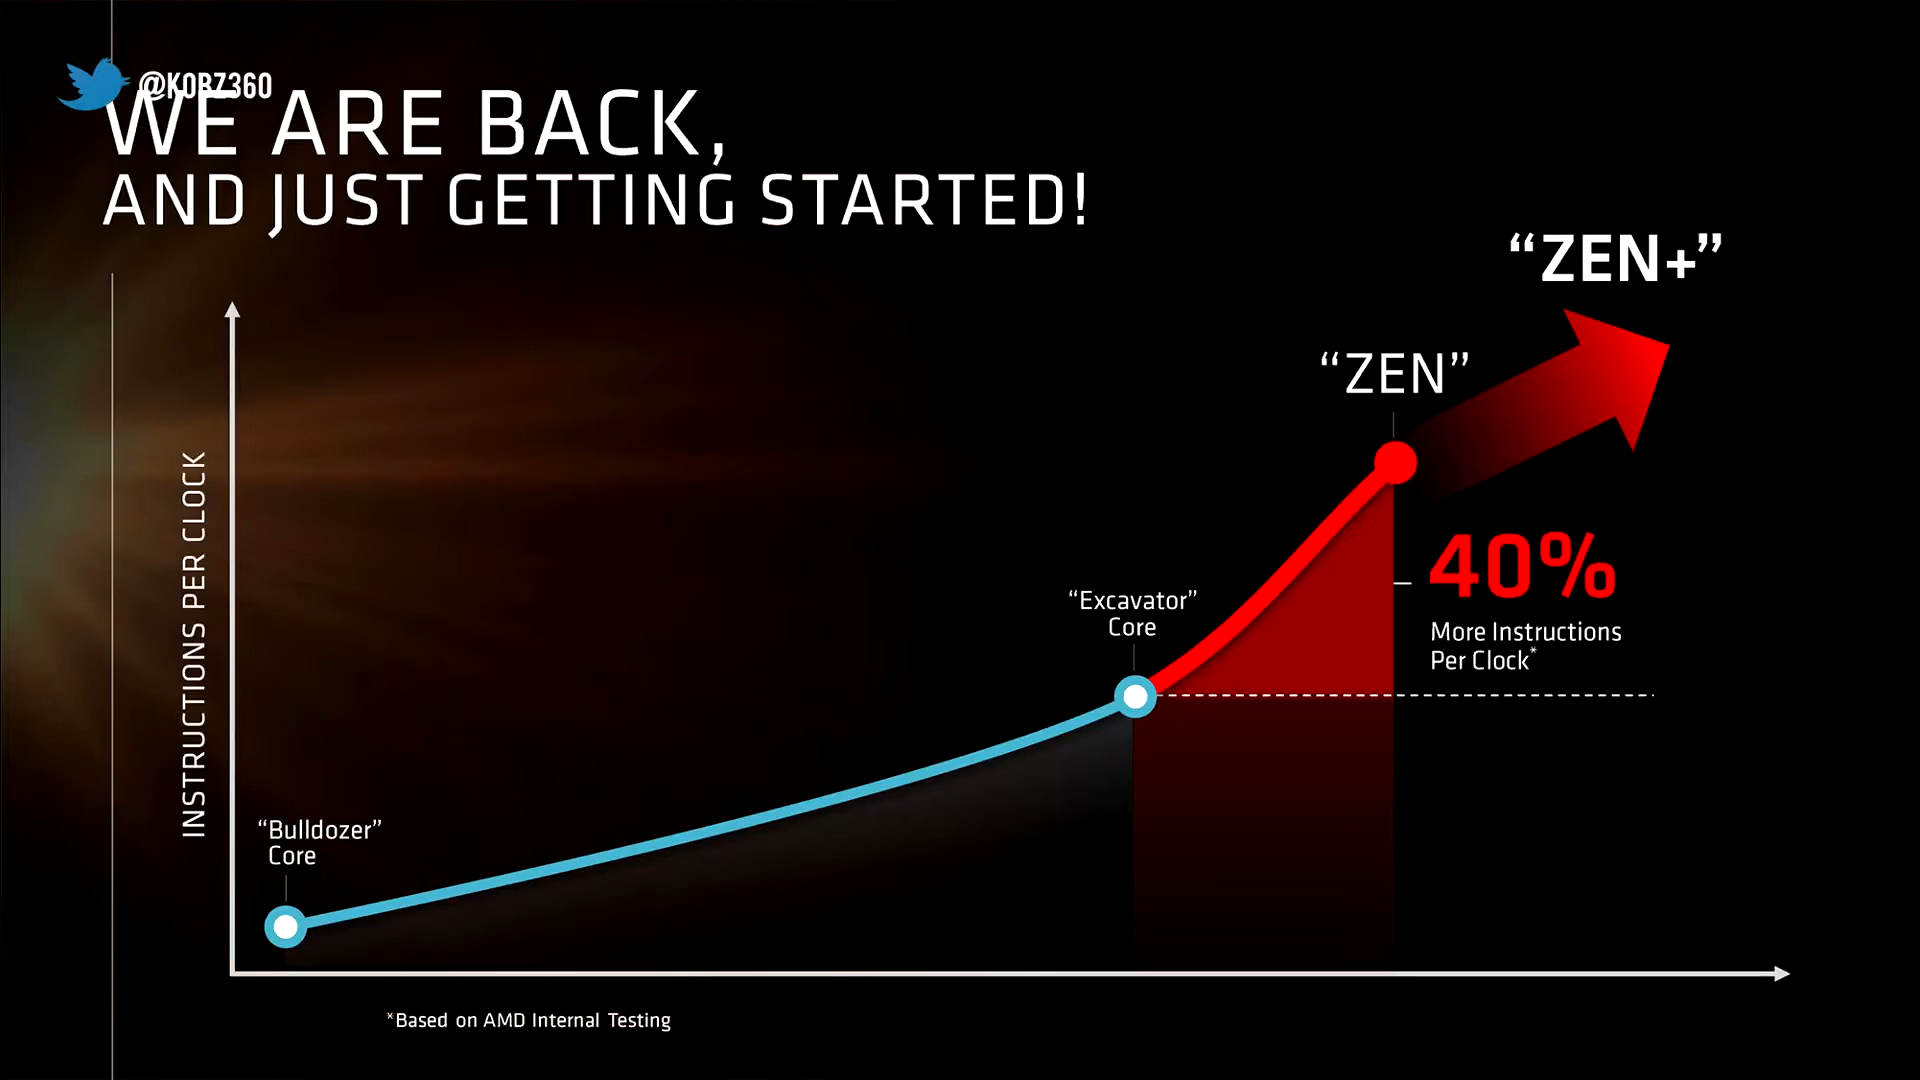 @KOBZ360
WE ARE BACK,
AND JUST GETTING STARTED!
“ZEN+”
“ZEN”
40%
More Instructions
Per Clock*
“Excavator”
Core
“Bulldozer”
Core
INSTRUCTIONS PER CLOCK
*Based on AMD Internal Testing